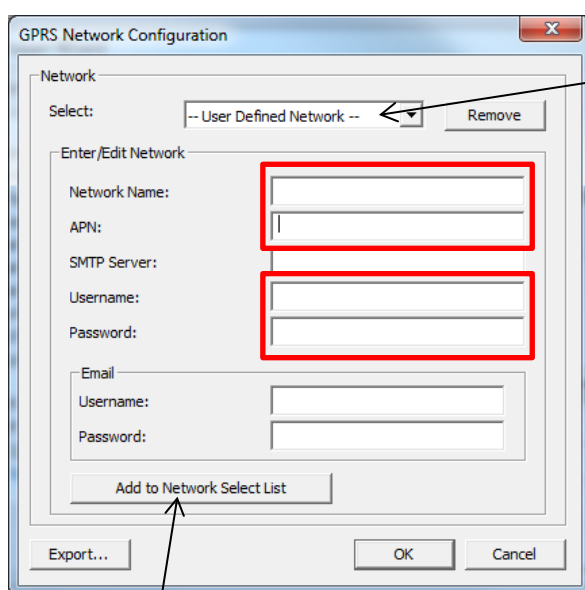 GPRS Network Configuration
Network
Select: -- User Defined Network -- Remove
Enter/Edit Network
Network Name:
APN:
SMTP Server:
Username:
Password:
Email
Username:
Password:
Add to Network Select List
Export... OK Cancel